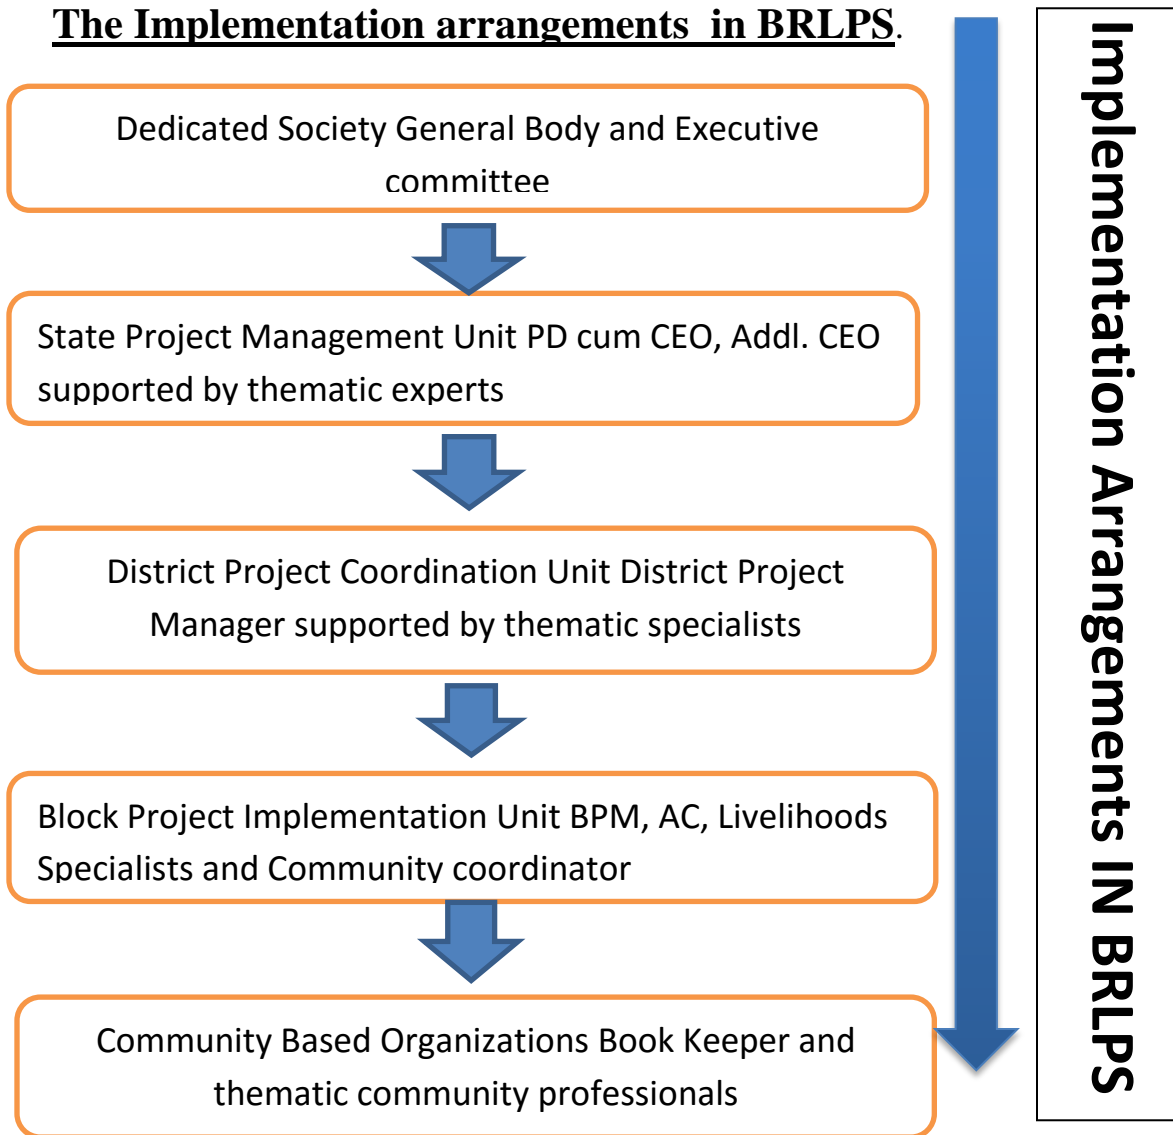 The Implementation arrangements in BRLPS.
Dedicated Society General Body and Executive
committee
State Project Management Unit PD cum CEO, Addl. CEO
supported by thematic experts
District Project Coordination Unit District Project
Manager supported by thematic specialists
Block Project Implementation Unit BPM, AC, Livelihoods
Specialists and Community coordinator
Community Based Organizations Book Keeper and
thematic community professionals
Implementation Arrangements IN BRLPS